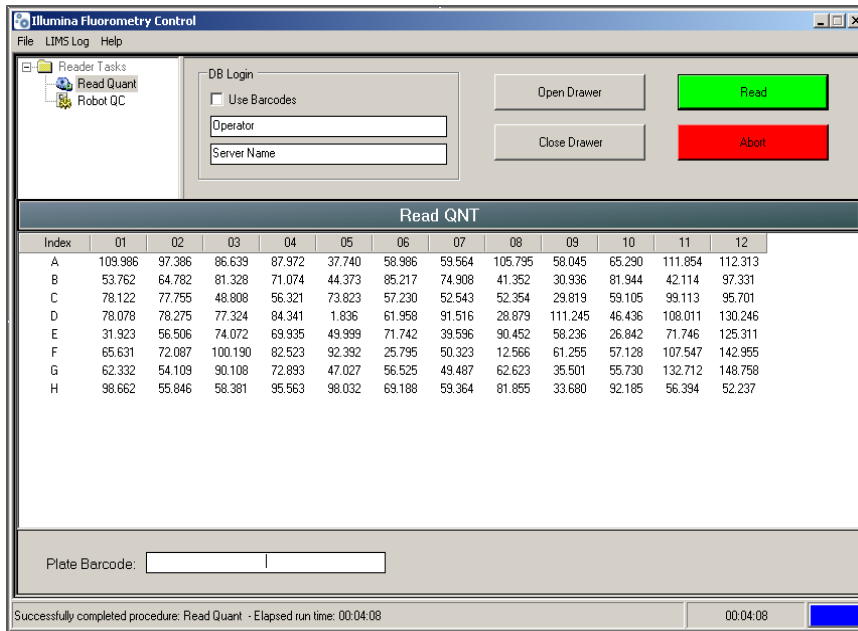 Illumina Fluorometry Control
File LIMS Log Help
Reader Tasks
Read Quant
Robot QC
DB Login
Use Barcodes
Operator
Server Name
Open Drawer
Read
Close Drawer
Abort
Read QNT
Index 01 02 03 04 05 06 07 08 09 10 11 12
A 109.986 97.386 86.639 87.972 37.740 58.986 59.564 105.795 58.045 65.290 111.854 112.313
B 53.762 64.782 81.328 71.074 44.373 85.217 74.908 41.352 30.936 81.944 42.114 97.331
C 78.122 77.755 48.808 56.321 73.823 57.230 52.543 52.354 29.819 59.105 99.113 95.701
D 78.078 78.275 77.324 84.341 1.836 61.958 91.516 28.879 111.245 46.436 108.011 130.246
E 31.923 56.506 74.072 69.935 49.999 71.742 39.596 90.452 58.236 26.842 71.746 125.311
F 65.631 72.087 100.190 82.523 92.392 25.795 50.323 12.566 61.255 57.128 107.547 142.955
G 62.332 54.109 90.108 72.893 47.027 56.525 49.487 62.623 35.501 55.730 132.712 148.758
H 98.662 55.846 58.381 95.563 98.032 69.188 59.364 81.855 33.680 92.185 56.394 52.237
Plate Barcode:
Successfully completed procedure: Read Quant - Elapsed run time: 00:04:08
00:04:08